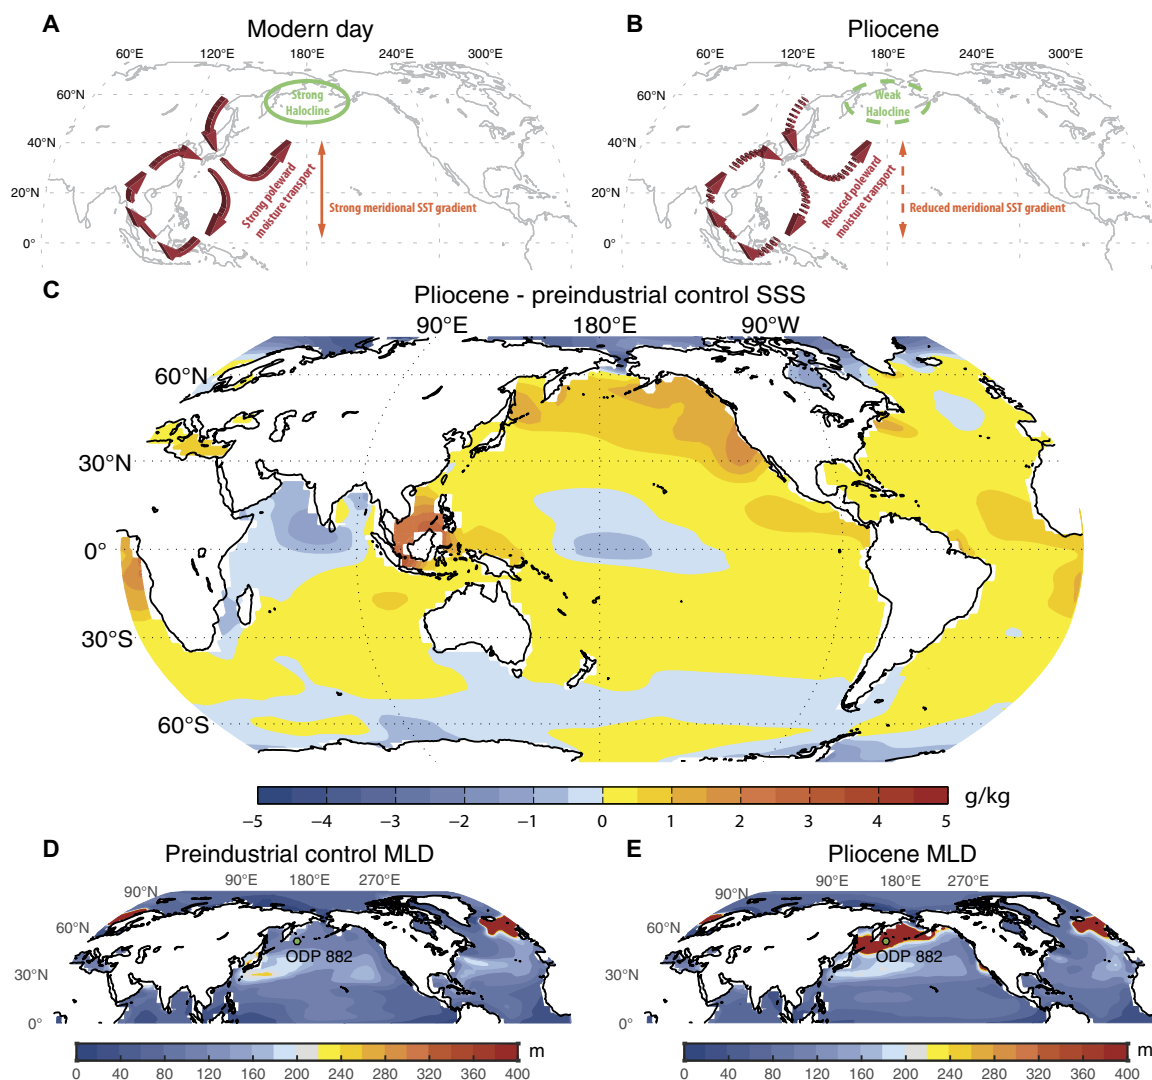 A
Modern day
60°E
120°E
180°E
240°E
300°E
60°N
40°N
20°N
0°
Strong
Halocline
Strong poleward
moisture transport
Strong meridional SST gradient
B
Pliocene
60°E
120°E
180°E
240°E
300°E
60°N
40°N
20°N
0°
Weak
Halocline
Reduced poleward
moisture transport
Reduced meridional SST gradient
C
Pliocene - preindustrial control SSS
90°E
180°E
90°W
60°N
30°N
0°
30°S
60°S
−5 −4 −3 −2 −1 0 1 2 3 4 5
g/kg
D
Preindustrial control MLD
90°E 180°E 270°E
90°N
60°N
30°N
0°
ODP 882
0 40 80 120 160 200 240 280 320 360 400
m
E
Pliocene MLD
90°E 180°E 270°E
90°N
60°N
30°N
0°
ODP 882
0 40 80 120 160 200 240 280 320 360 400
m